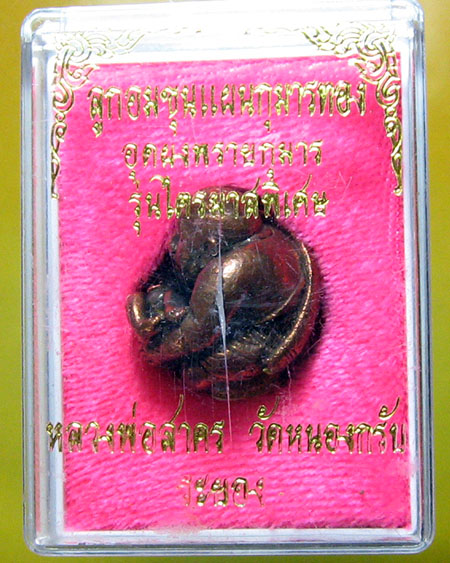 ลูกอมขุนแผนกุมารทอง
อุดผงพรายกุมาร
รุ่นไตรมาสพิเศษ
หลวงพ่อสาคร วัดหนองกรับ
ระยอง